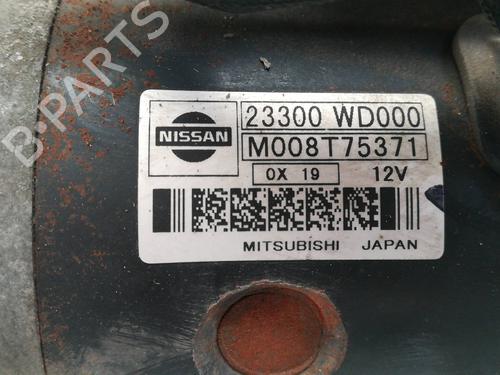 B-PARTS
NISSAN
23300 WD000
M008T75371
0X 19
12V
MITSUBISHI JAPAN